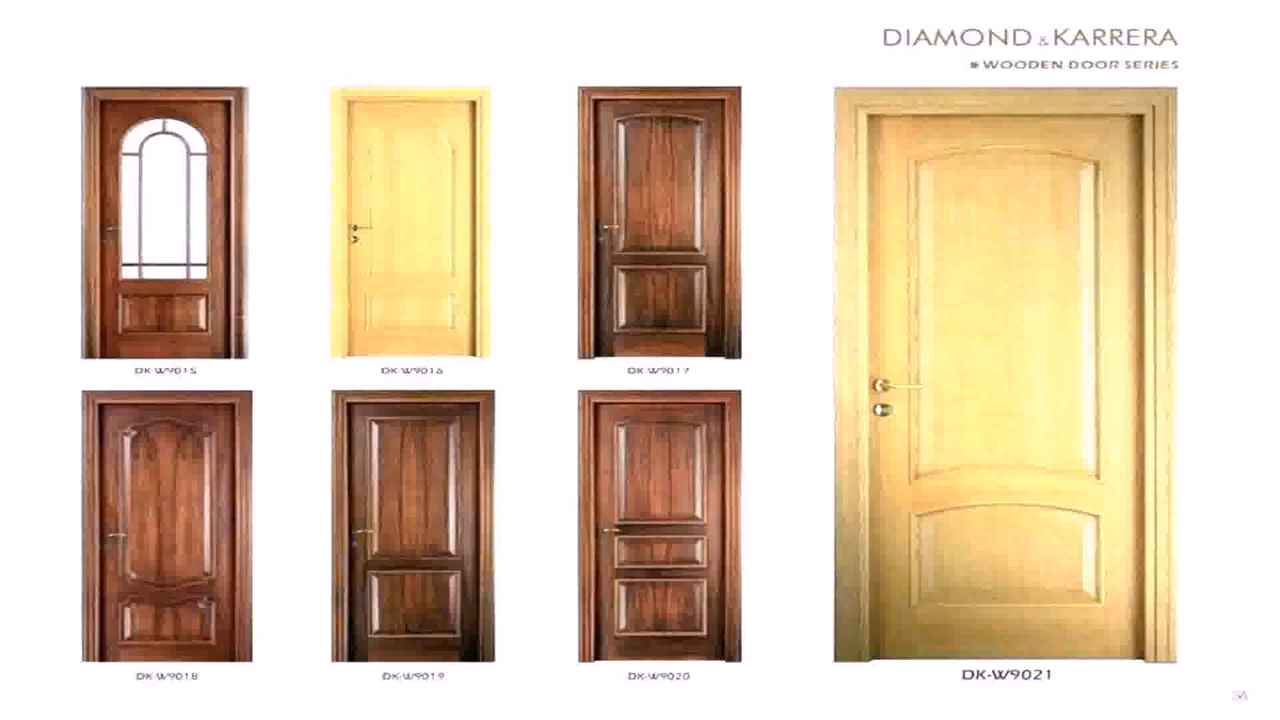 DIAMOND & KARRERA
WOODEN DOOR SERIES
DK-W9015
DK-W9016
DK-W9017
DK-W9018
DK-W9019
DK-W9020
DK-W9021